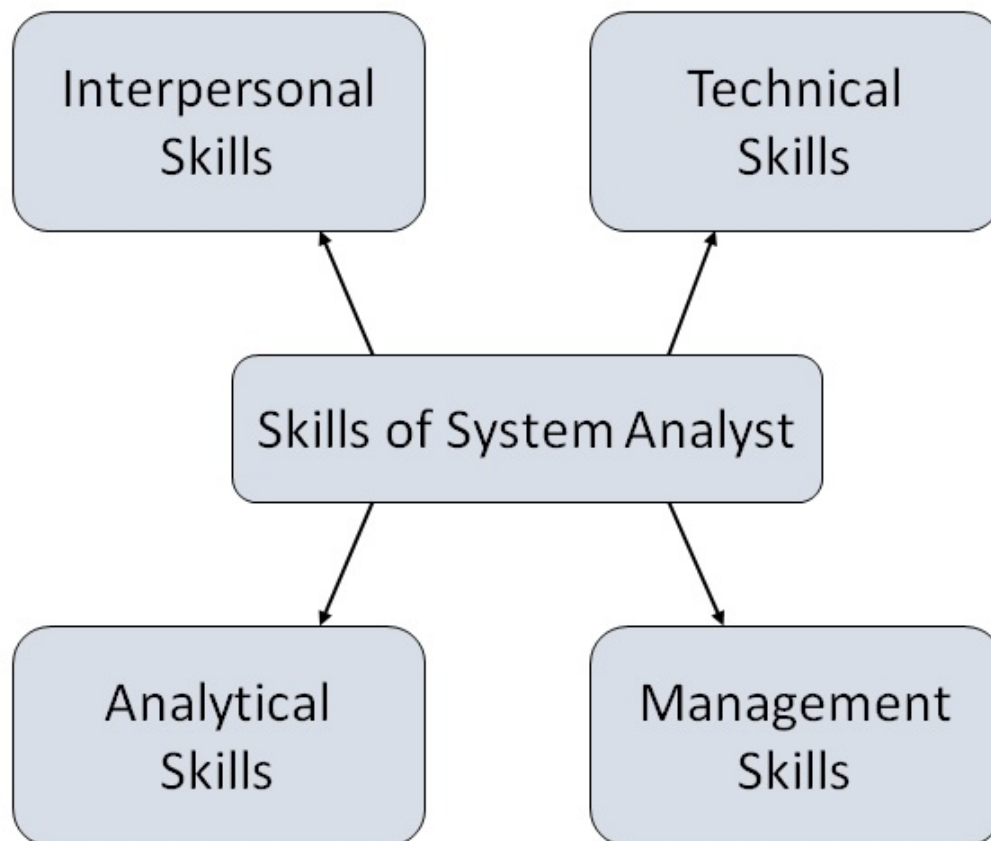 Interpersonal
Skills
Technical
Skills
Skills of System Analyst
Analytical
Skills
Management
Skills